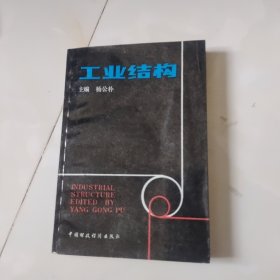 工业结构
主编 杨公朴
INDUSTRIAL
STRUCTURE
EDITED BY
YANG GONG PU
中国财政经济出版社